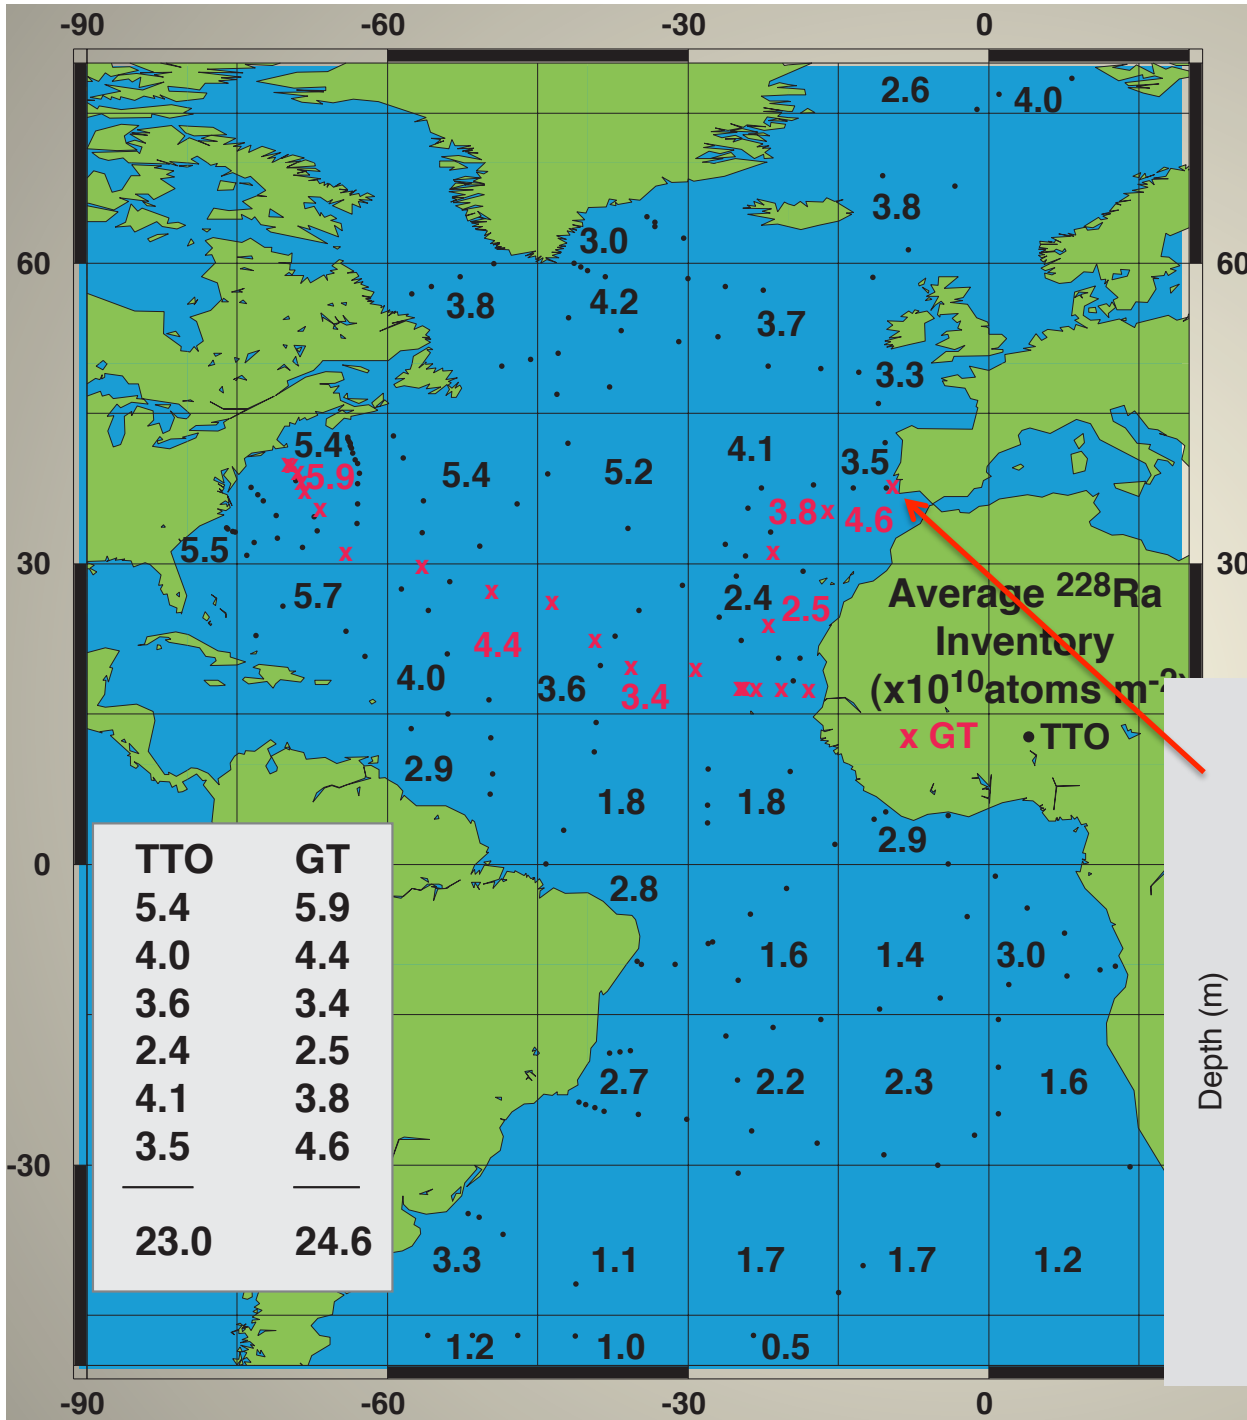 -90 -60 -30 0
2.6
4.0
3.8
3.0
60 60
3.8 4.2
3.7
3.3
5.4 4.1
5.9 5.4 5.2 3.5
3.8 x 4.6
5.5
30 30
5.7 2.4 2.5
Average 228Ra
Inventory
(x10^10 atoms m^-2)
x GT •TTO
4.4
4.0 3.6 3.4
2.9
1.8 1.8
2.9
0
2.8
1.6 1.4 3.0
2.7 2.2 2.3 1.6
-30
3.3 1.1 1.7 1.7 1.2
1.2 1.0 0.5
TTO GT
5.4 5.9
4.0 4.4
3.6 3.4
2.4 2.5
4.1 3.8
3.5 4.6
23.0 24.6
Depth (m)
-90 -60 -30 0